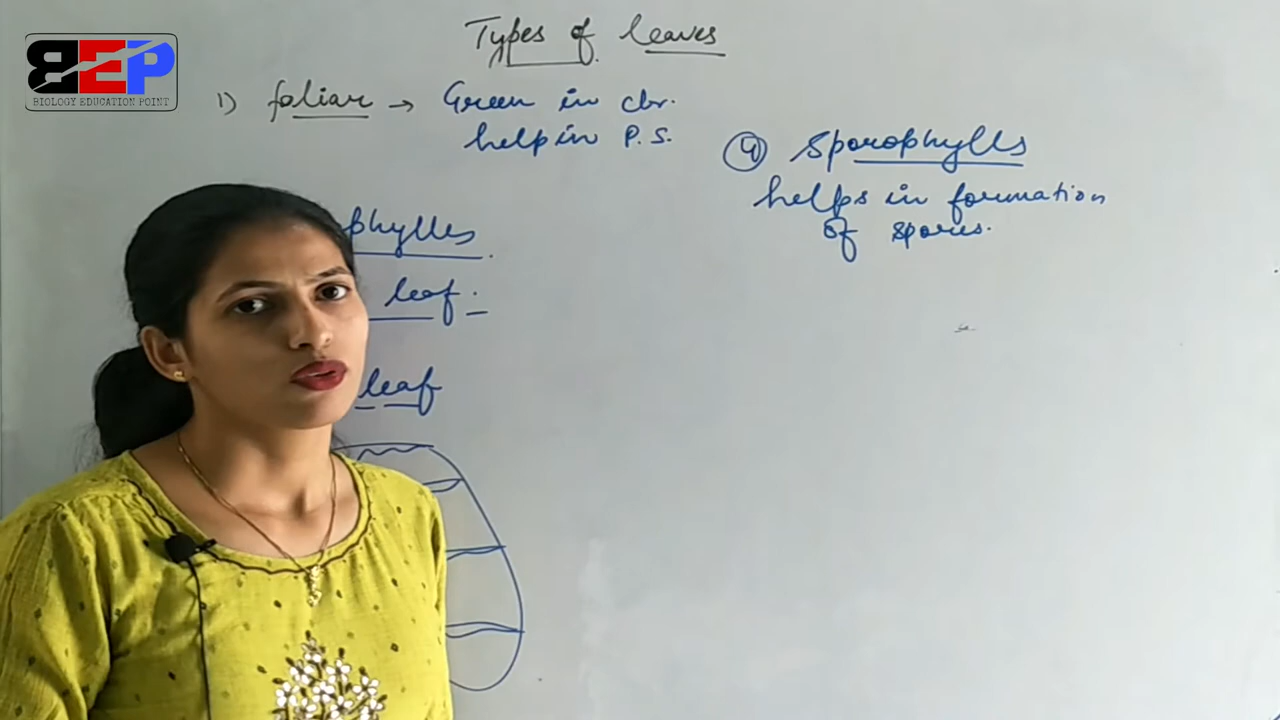 BEP
BIOLOGY EDUCATION POINT
Types of leaves
1) foliar → Green in clr.
help in P.S.
phylles
leaf.
leaf
4 Sporophylls
helps in formation
of spores.